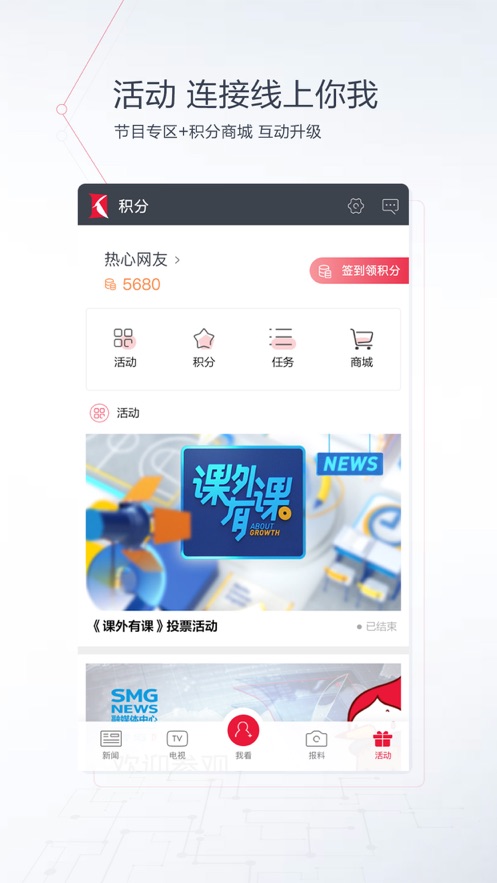 活动 连接线上你我
节目专区+积分商城 互动升级
积分
热心网友 >
5680
签到领积分
活动 积分 任务 商城
活动
NEWS
课外有课
ABOUT
GROWTH
《课外有课》投票活动
已结束
SMG
NEWS
融媒体中心
欢迎参观
TV
新闻 电视 我看 报料 活动